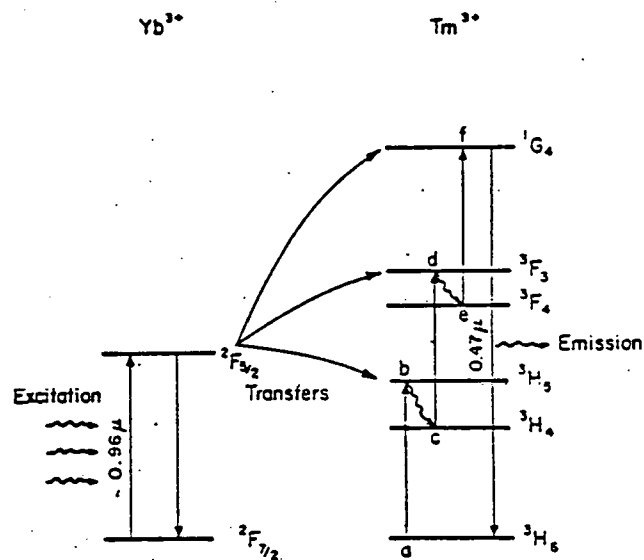 Yb³⁺ Tm³⁺
f ¹G₄
d ³F₃
³F₄
e
0.47μ
Emission
²F₅/₂
b ³H₅
Excitation Transfers
³H₄
c
~ 0.96μ
²F₇/₂ ³H₆
a